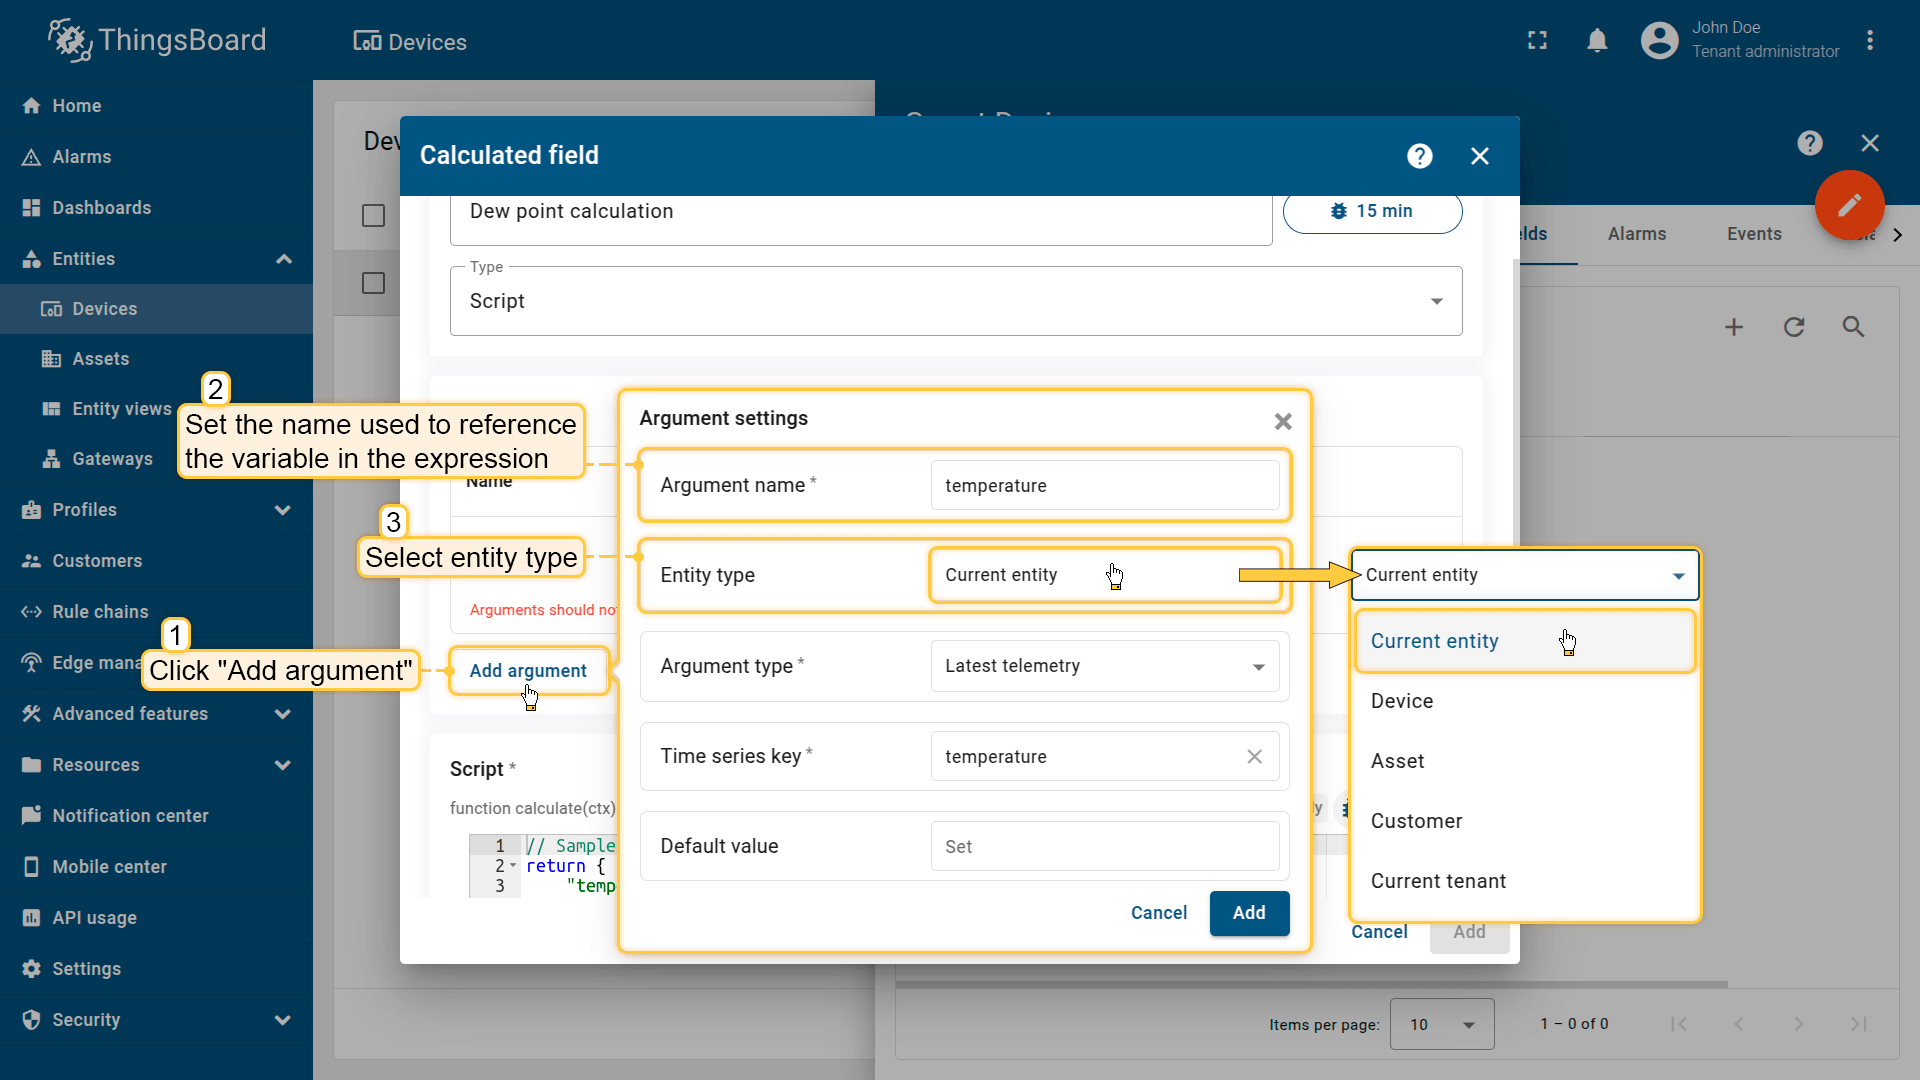 ThingsBoard
Devices
John Doe
Tenant administrator
Home
Alarms
Dashboards
Entities
Devices
Assets
Entity views
Gateways
Profiles
Customers
Rule chains
Edge mana
Advanced features
Resources
Notification center
Mobile center
API usage
Settings
Security
Dev
Calculated field
Dew point calculation
15 min
Type
Script
elds
Alarms
Events
2
Set the name used to reference
the variable in the expression
Name
3
Select entity type
Arguments should no
1
Click "Add argument"
Add argument
Argument settings
Argument name *
temperature
Entity type
Current entity
Argument type *
Latest telemetry
Time series key *
temperature
Default value
Set
Cancel
Add
Current entity
Current entity
Device
Asset
Customer
Current tenant
Script *
function calculate(ctx)
1 // Sample
2 return {
3 "temp
Cancel
Add
Items per page:
10
1 – 0 of 0